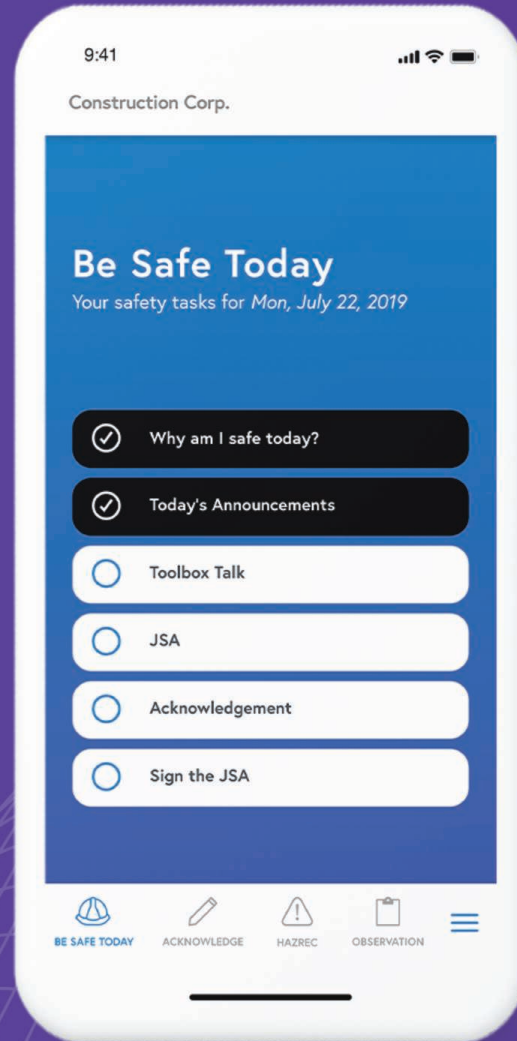 9:41
Construction Corp.
Be Safe Today
Your safety tasks for Mon, July 22, 2019
Why am I safe today?
Today's Announcements
Toolbox Talk
JSA
Acknowledgement
Sign the JSA
BE SAFE TODAY
ACKNOWLEDGE
HAZREC
OBSERVATION